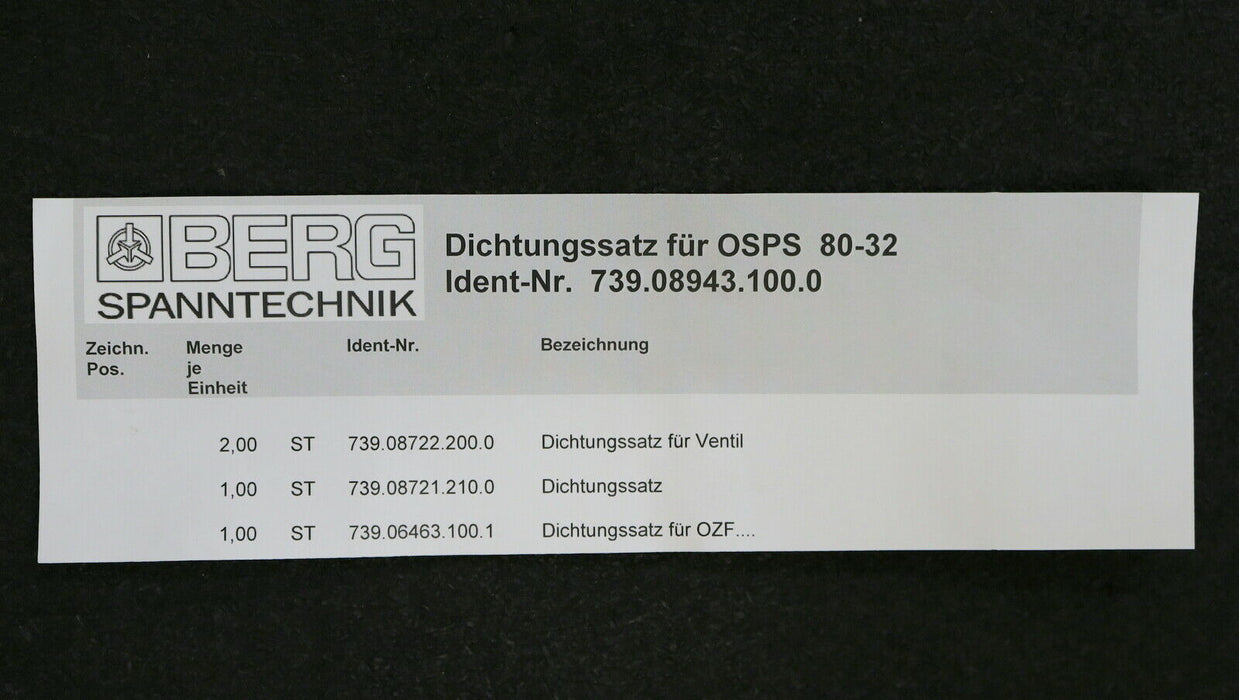 BERG
SPANNTECHNIK
Dichtungssatz für OSPS 80-32
Ident-Nr. 739.08943.100.0
Zeichn. Pos.
Menge je Einheit
Ident-Nr.
Bezeichnung
2,00 ST 739.08722.200.0 Dichtungssatz für Ventil
1,00 ST 739.08721.210.0 Dichtungssatz
1,00 ST 739.06463.100.1 Dichtungssatz für OZF....